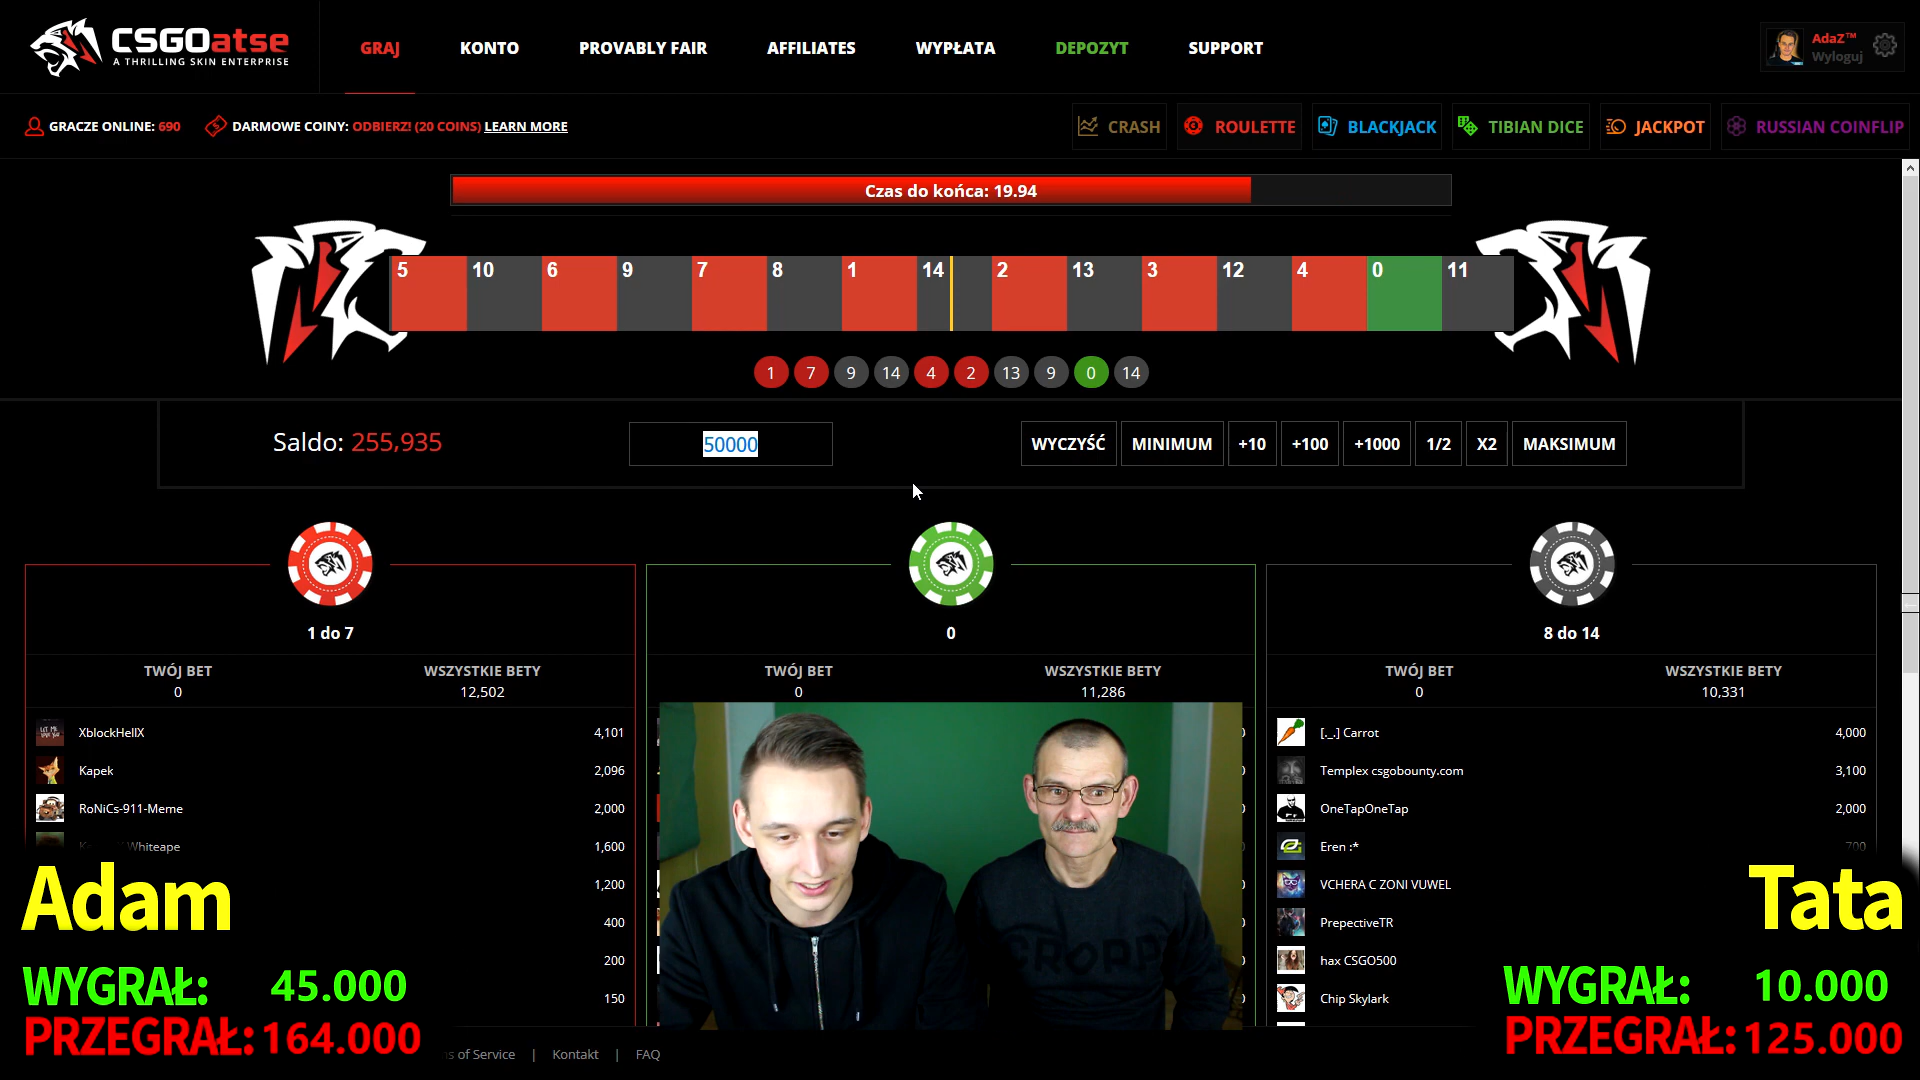 CSGOatse
A THRILLING SKIN ENTERPRISE
GRAJ
KONTO
PROVABLY FAIR
AFFILIATES
WYPŁATA
DEPOZYT
SUPPORT
AdaZ™
Wyloguj
GRACZE ONLINE: 690
DARMOWE COINY: ODBIERZ! (20 COINS) LEARN MORE
CRASH
ROULETTE
BLACKJACK
TIBIAN DICE
JACKPOT
RUSSIAN COINFLIP
Czas do końca: 19.94
5 10 6 9 7 8 1 14 2 13 3 12 4 0 11
1 7 9 14 4 2 13 9 0 14
Saldo: 255,935
50000
WYCZYŚĆ
MINIMUM
+10
+100
+1000
1/2
X2
MAKSIMUM
1 do 7
TWÓJ BET
0
WSZYSTKIE BETY
12,502
XblockHellX 4,101
Kapek 2,096
RoNiCs-911-Meme 2,000
Whiteape 1,600
1,200
400
200
150
0
TWÓJ BET
0
WSZYSTKIE BETY
11,286
8 do 14
TWÓJ BET
0
WSZYSTKIE BETY
10,331
[._.] Carrot 4,000
Templex csgobounty.com 3,100
OneTapOneTap 2,000
Eren :* 700
VCHERA C ZONI VUWEL
PrepectiveTR
hax CSGO500
Chip Skylark
Adam
WYGRAŁ: 45.000
PRZEGRAŁ: 164.000
Tata
WYGRAŁ: 10.000
PRZEGRAŁ: 125.000
s of Service | Kontakt | FAQ